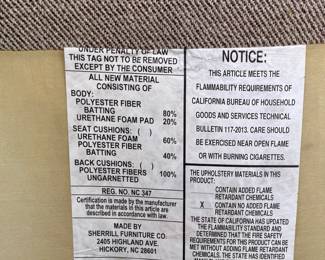 UNDER PENALTY OF LAW
THIS TAG NOT TO BE REMOVED
EXCEPT BY THE CONSUMER
ALL NEW MATERIAL
CONSISTING OF
BODY:
POLYESTER FIBER
BATTING 80%
URETHANE FOAM PAD 20%
SEAT CUSHIONS: ( )
URETHANE FOAM 60%
POLYESTER FIBER
BATTING 40%
BACK CUSHIONS: ( )
POLYESTER FIBERS 100%
UNGARNETTED
REG. NO. NC 347
Certification is made by the manufacturer
that the materials in this article are
described in accordance with law.
MADE BY
SHERRILL FURNITURE CO.
2405 HIGHLAND AVE.
HICKORY, NC 28601
NOTICE:
THIS ARTICLE MEETS THE
FLAMMABILITY REQUIREMENTS OF
CALIFORNIA BUREAU OF HOUSEHOLD
GOODS AND SERVICES TECHNICAL
BULLETIN 117-2013. CARE SHOULD
BE EXERCISED NEAR OPEN FLAME
OR WITH BURNING CIGARETTES.
THE UPHOLSTERY MATERIALS IN THIS
PRODUCT:
CONTAIN ADDED FLAME
RETARDANT CHEMICALS
X CONTAIN NO ADDED FLAME
RETARDANT CHEMICALS
THE STATE OF CALIFORNIA HAS UPDATED
THE FLAMMABILITY STANDARD AND
DETERMINED THAT THE FIRE SAFETY
REQUIREMENTS FOR THIS PRODUCT CAN BE
MET WITHOUT ADDING FLAME RETARDANT
CHEMICALS. THE STATE HAS IDENTIFIED